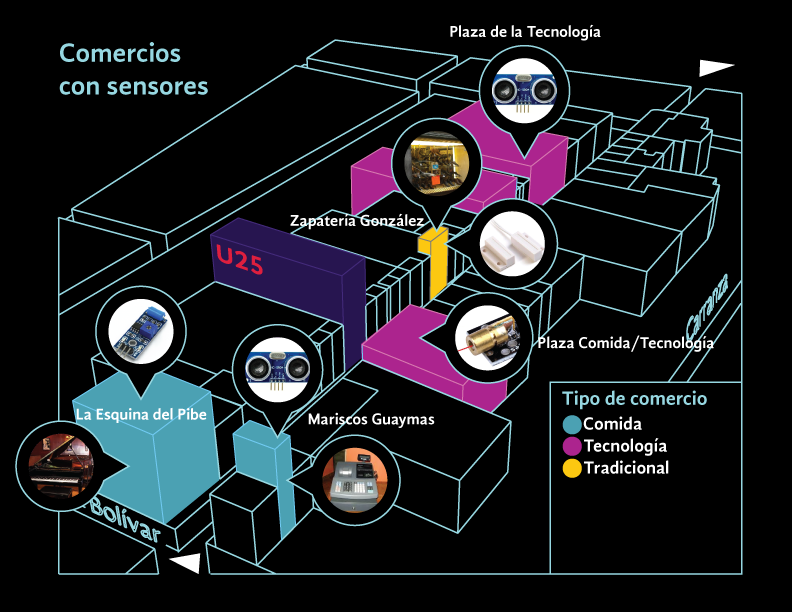 Plaza de la Tecnología
Comercios
con sensores
Zapatería González
U25
Carranza
Plaza Comida/Tecnología
Tipo de comercio
Comida
Tecnología
Tradicional
La Esquina del Pibe
Mariscos Guaymas
Bolívar